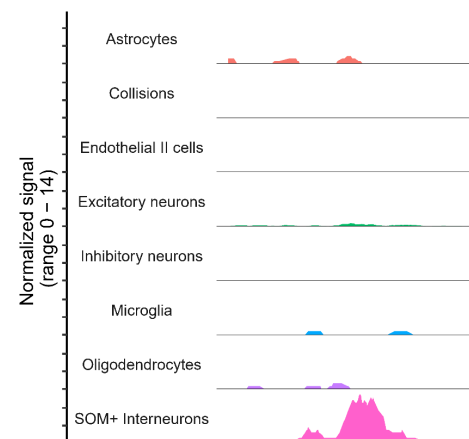 Normalized signal
(range 0 – 14)
Astrocytes
Collisions
Endothelial II cells
Excitatory neurons
Inhibitory neurons
Microglia
Oligodendrocytes
SOM+ Interneurons